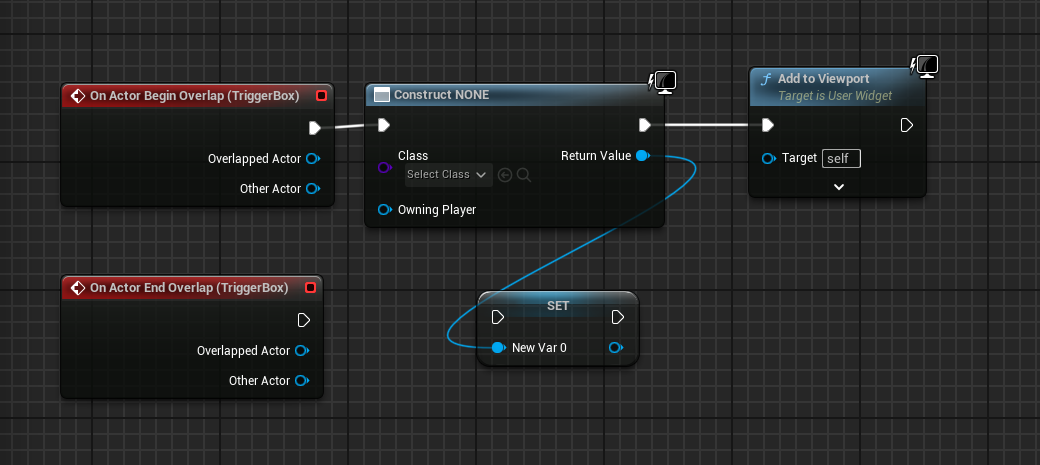 On Actor Begin Overlap (TriggerBox)
Overlapped Actor
Other Actor
Construct NONE
Class
Select Class
Return Value
Owning Player
Add to Viewport
Target is User Widget
Target self
On Actor End Overlap (TriggerBox)
Overlapped Actor
Other Actor
SET
New Var 0